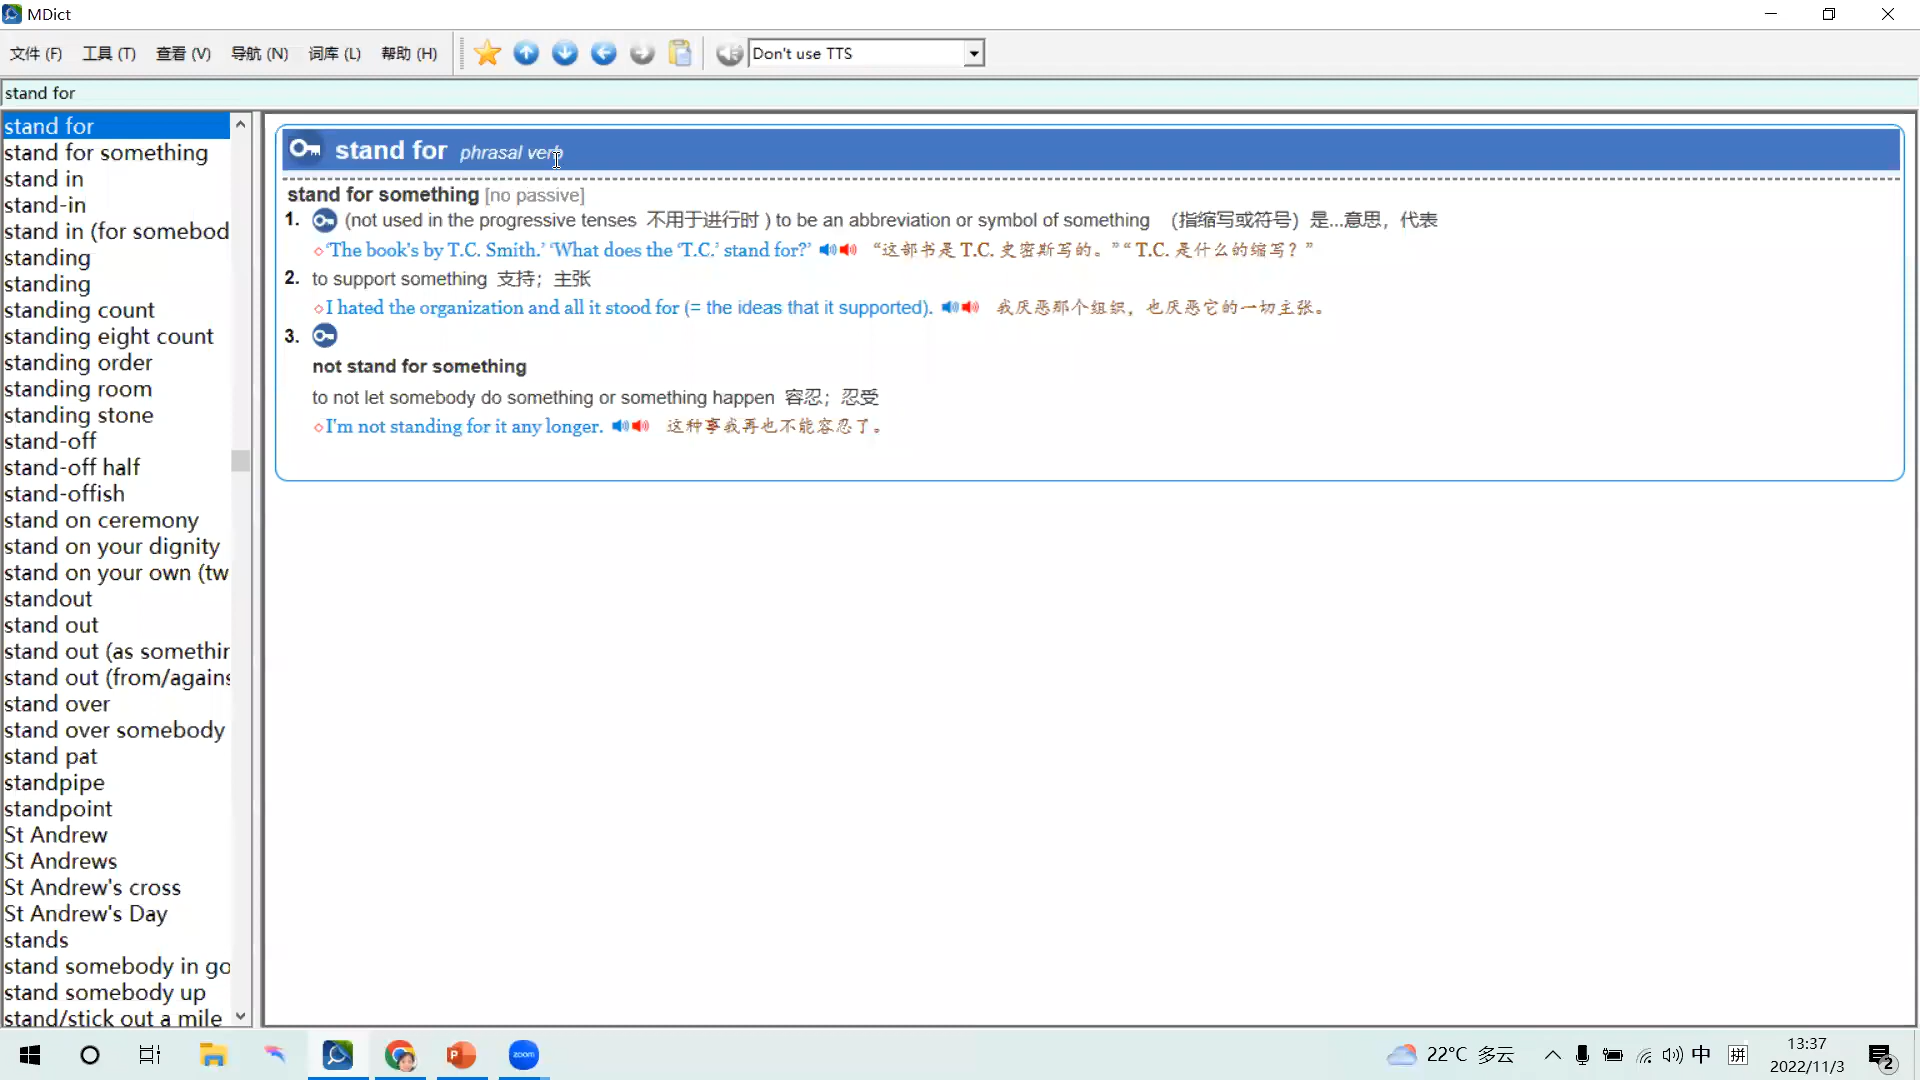 MDict
文件 (F) 工具 (T) 查看 (V) 导航 (N) 词库 (L) 帮助 (H) Don't use TTS
stand for
stand for
stand for something
stand in
stand-in
stand in (for somebod
standing
standing
standing count
standing eight count
standing order
standing room
standing stone
stand-off
stand-off half
stand-offish
stand on ceremony
stand on your dignity
stand on your own (tw
standout
stand out
stand out (as somethin
stand out (from/agains
stand over
stand over somebody
stand pat
standpipe
standpoint
St Andrew
St Andrews
St Andrew's cross
St Andrew's Day
stands
stand somebody in go
stand somebody up
stand/stick out a mile
stand for phrasal verb
stand for something [no passive]
1. (not used in the progressive tenses 不用于进行时 ) to be an abbreviation or symbol of something （指缩写或符号）是...意思，代表
‘The book's by T.C. Smith.’ ‘What does the ‘T.C.’ stand for?’ “这部书是 T.C. 史密斯写的。” “ T.C. 是什么的缩写？”
2. to support something 支持；主张
I hated the organization and all it stood for (= the ideas that it supported). 我厌恶那个组织，也厌恶它的一切主张。
3.
not stand for something
to not let somebody do something or something happen 容忍；忍受
I'm not standing for it any longer. 这种事我再也不能容忍了。
zoom
22°C 多云
中
拼
13:37
2022/11/3
2